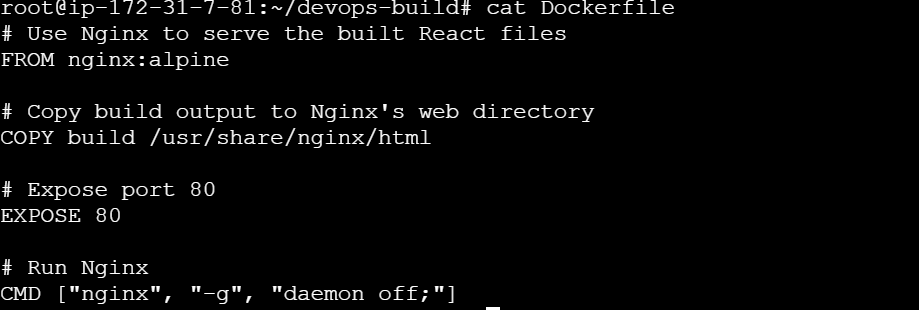 root@ip-172-31-7-81:~/devops-build# cat Dockerfile
# Use Nginx to serve the built React files
FROM nginx:alpine
# Copy build output to Nginx's web directory
COPY build /usr/share/nginx/html
# Expose port 80
EXPOSE 80
# Run Nginx
CMD ["nginx", "-g", "daemon off;"]